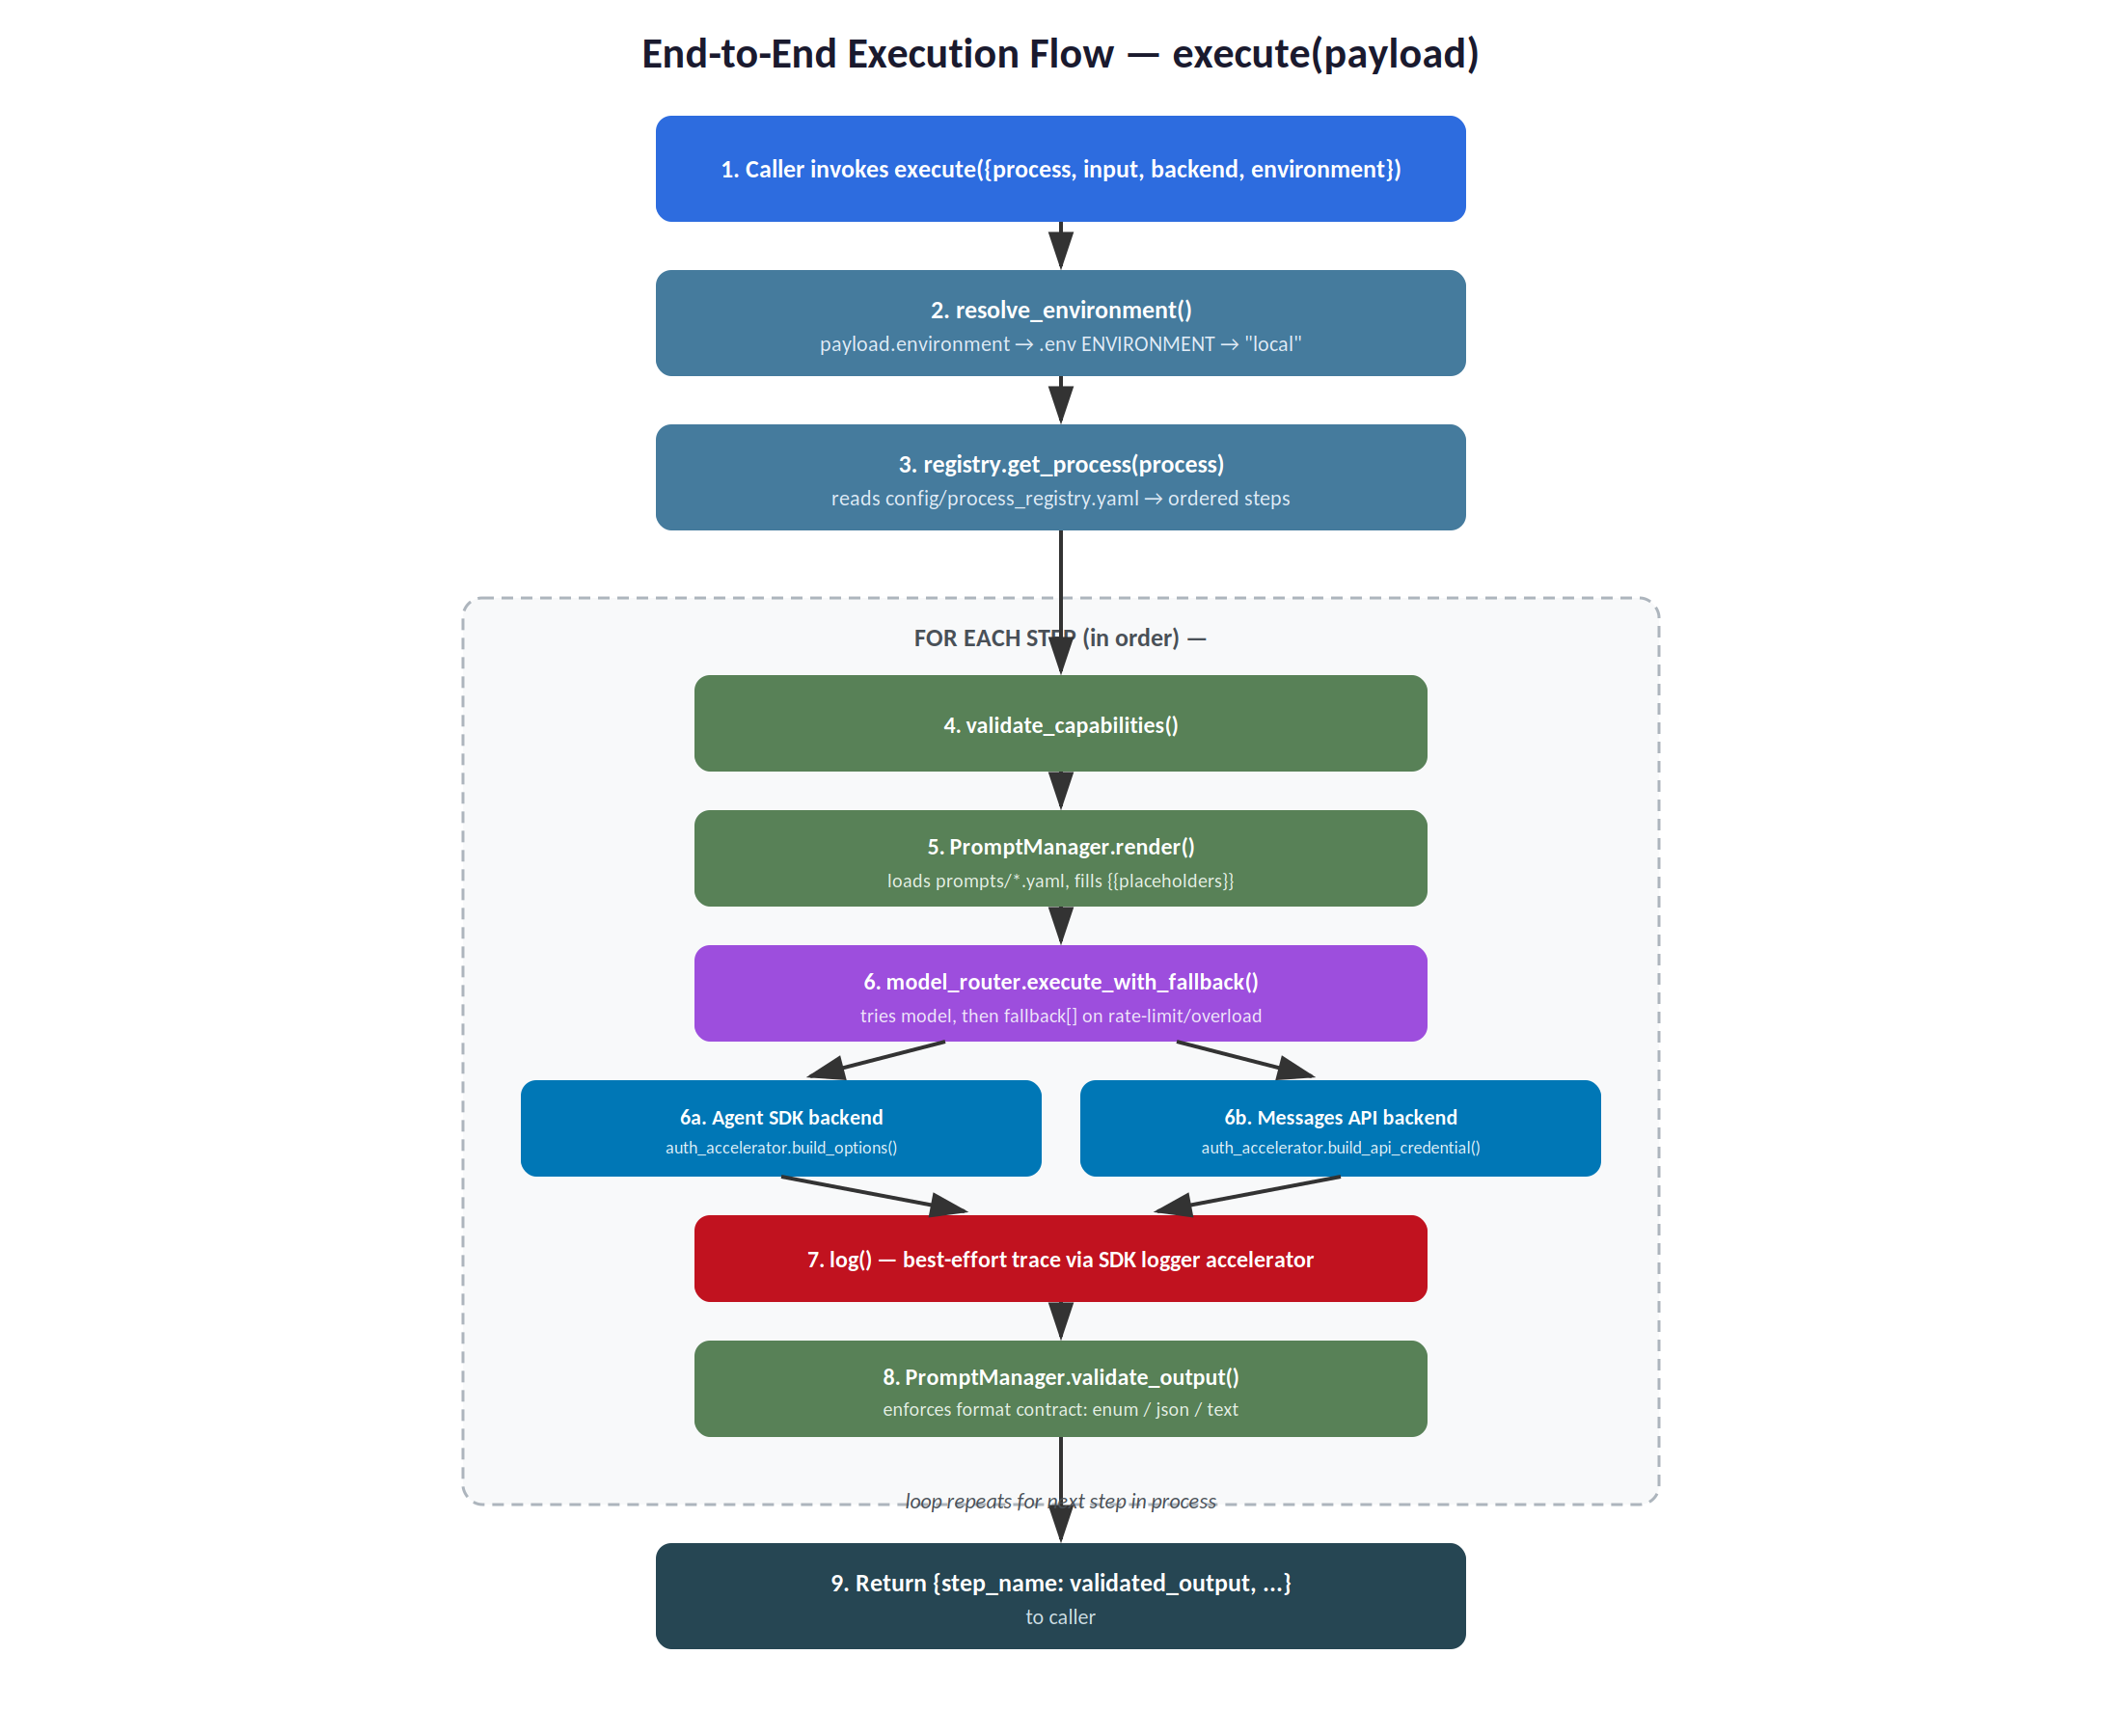 End-to-End Execution Flow — execute(payload)
1. Caller invokes execute({process, input, backend, environment})
2. resolve_environment()
payload.environment → .env ENVIRONMENT → "local"
3. registry.get_process(process)
reads config/process_registry.yaml → ordered steps
FOR EACH STEP (in order) —
4. validate_capabilities()
5. PromptManager.render()
loads prompts/*.yaml, fills {{placeholders}}
6. model_router.execute_with_fallback()
tries model, then fallback[] on rate-limit/overload
6a. Agent SDK backend
auth_accelerator.build_options()
6b. Messages API backend
auth_accelerator.build_api_credential()
7. log() — best-effort trace via SDK logger accelerator
8. PromptManager.validate_output()
enforces format contract: enum / json / text
loop repeats for next step in process
9. Return {step_name: validated_output, ...}
to caller